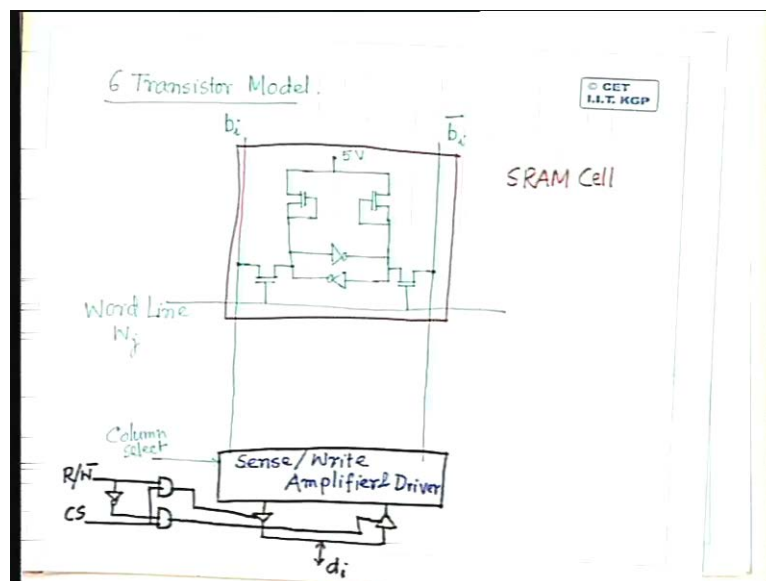 6 Transistor Model.
© CET
I.I.T. KGP
bᵢ
b̅ᵢ
5V
SRAM Cell
Word Line
Wⱼ
Column
select
Sense/Write
Amplifier & Driver
R/W̅
CS
dᵢ